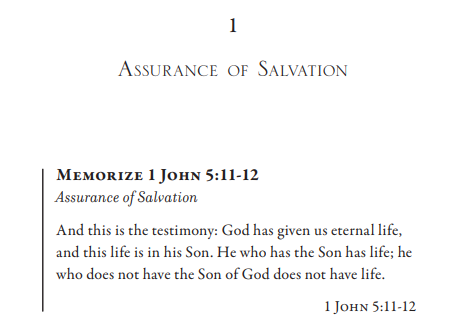 1
Assurance of Salvation
Memorize 1 John 5:11-12
Assurance of Salvation
And this is the testimony: God has given us eternal life,
and this life is in his Son. He who has the Son has life; he
who does not have the Son of God does not have life.
1 John 5:11-12